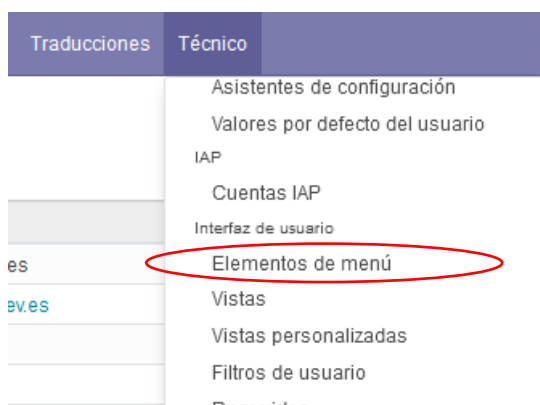 Traducciones Técnico
Asistentes de configuración
Valores por defecto del usuario
IAP
Cuentas IAP
Interfaz de usuario
es
Elementos de menú
ev.es
Vistas
Vistas personalizadas
Filtros de usuario